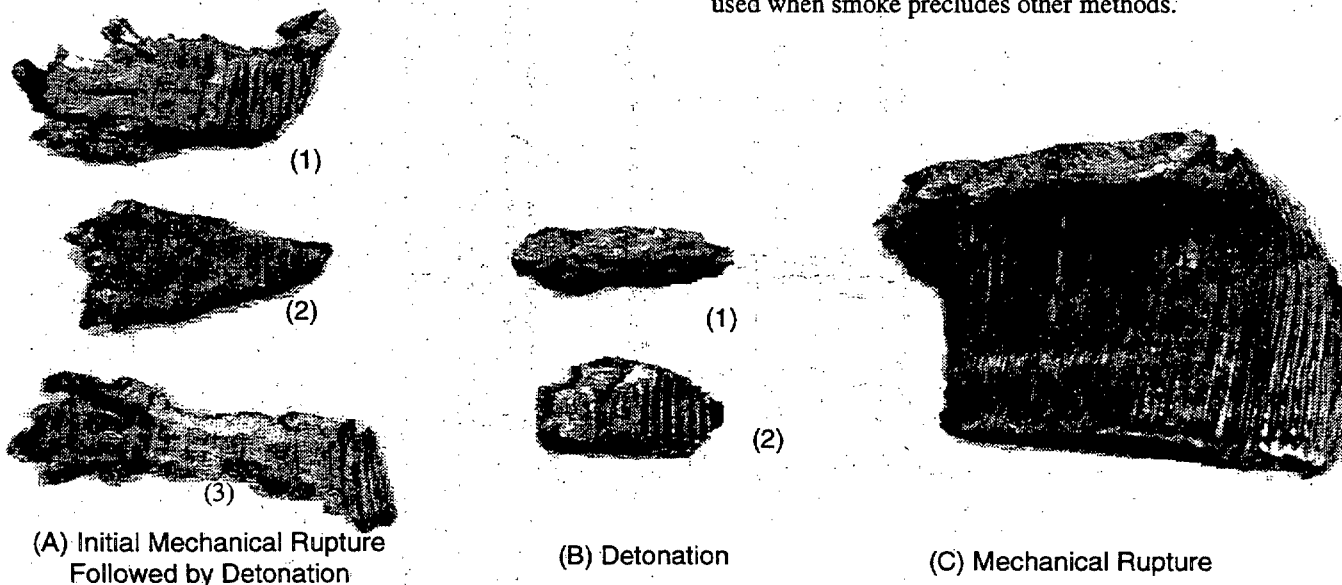 used when smoke precludes other methods.
(1)
(2)
(3)
(A) Initial Mechanical Rupture
Followed by Detonation
(1)
(2)
(B) Detonation
(C) Mechanical Rupture